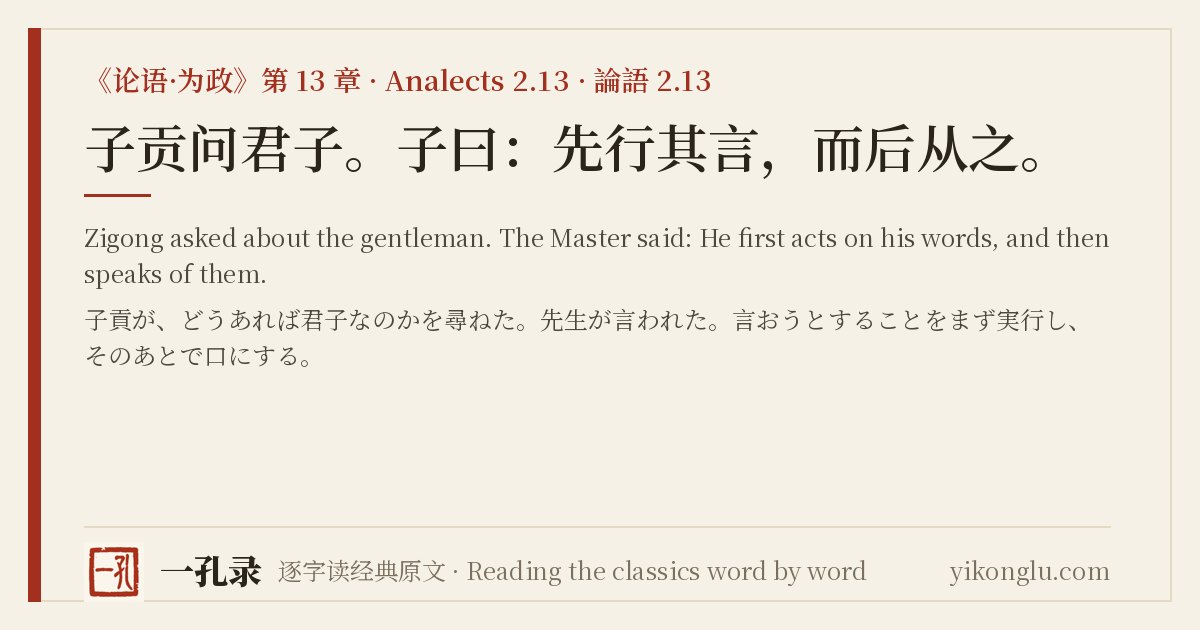 《论语·为政》第 13 章 · Analects 2.13 · 論語 2.13
子贡问君子。子曰：先行其言，而后从之。
Zigong asked about the gentleman. The Master said: He first acts on his words, and then
speaks of them.
子貢が、どうあれば君子なのかを尋ねた。先生が言われた。言おうとすることをまず実行し、
そのあとで口にする。
一孔 一孔录 逐字读经典原文 · Reading the classics word by word yikonglu.com